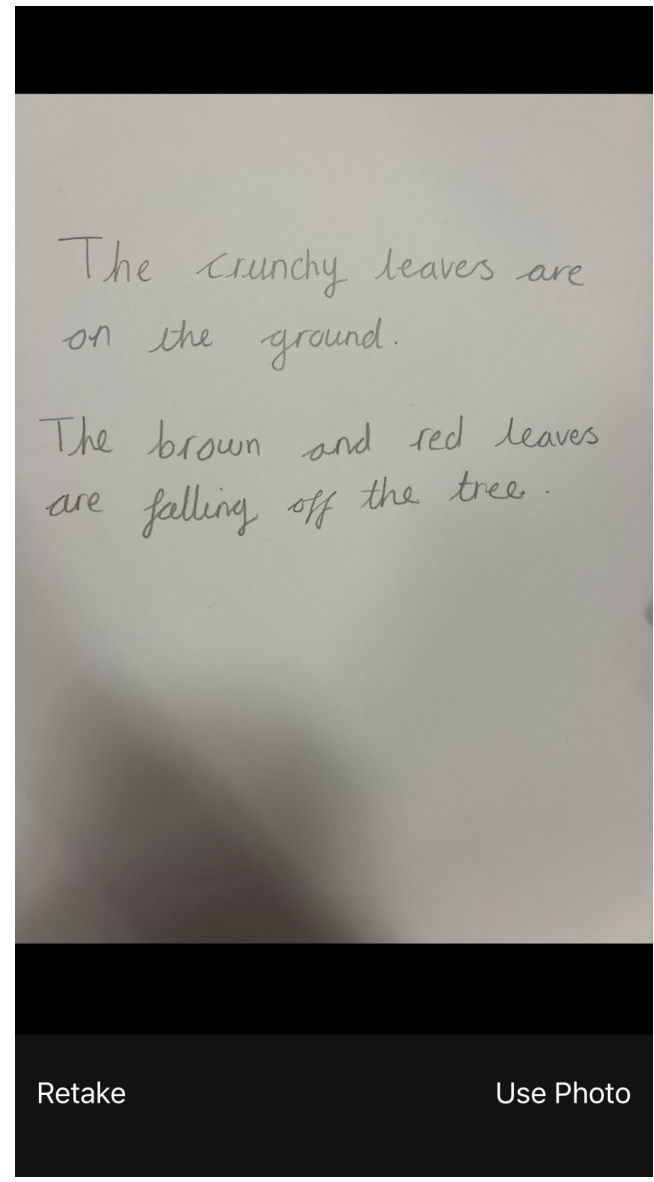 The crunchy leaves are
on the ground.
The brown and red leaves
are falling off the tree.
Retake
Use Photo